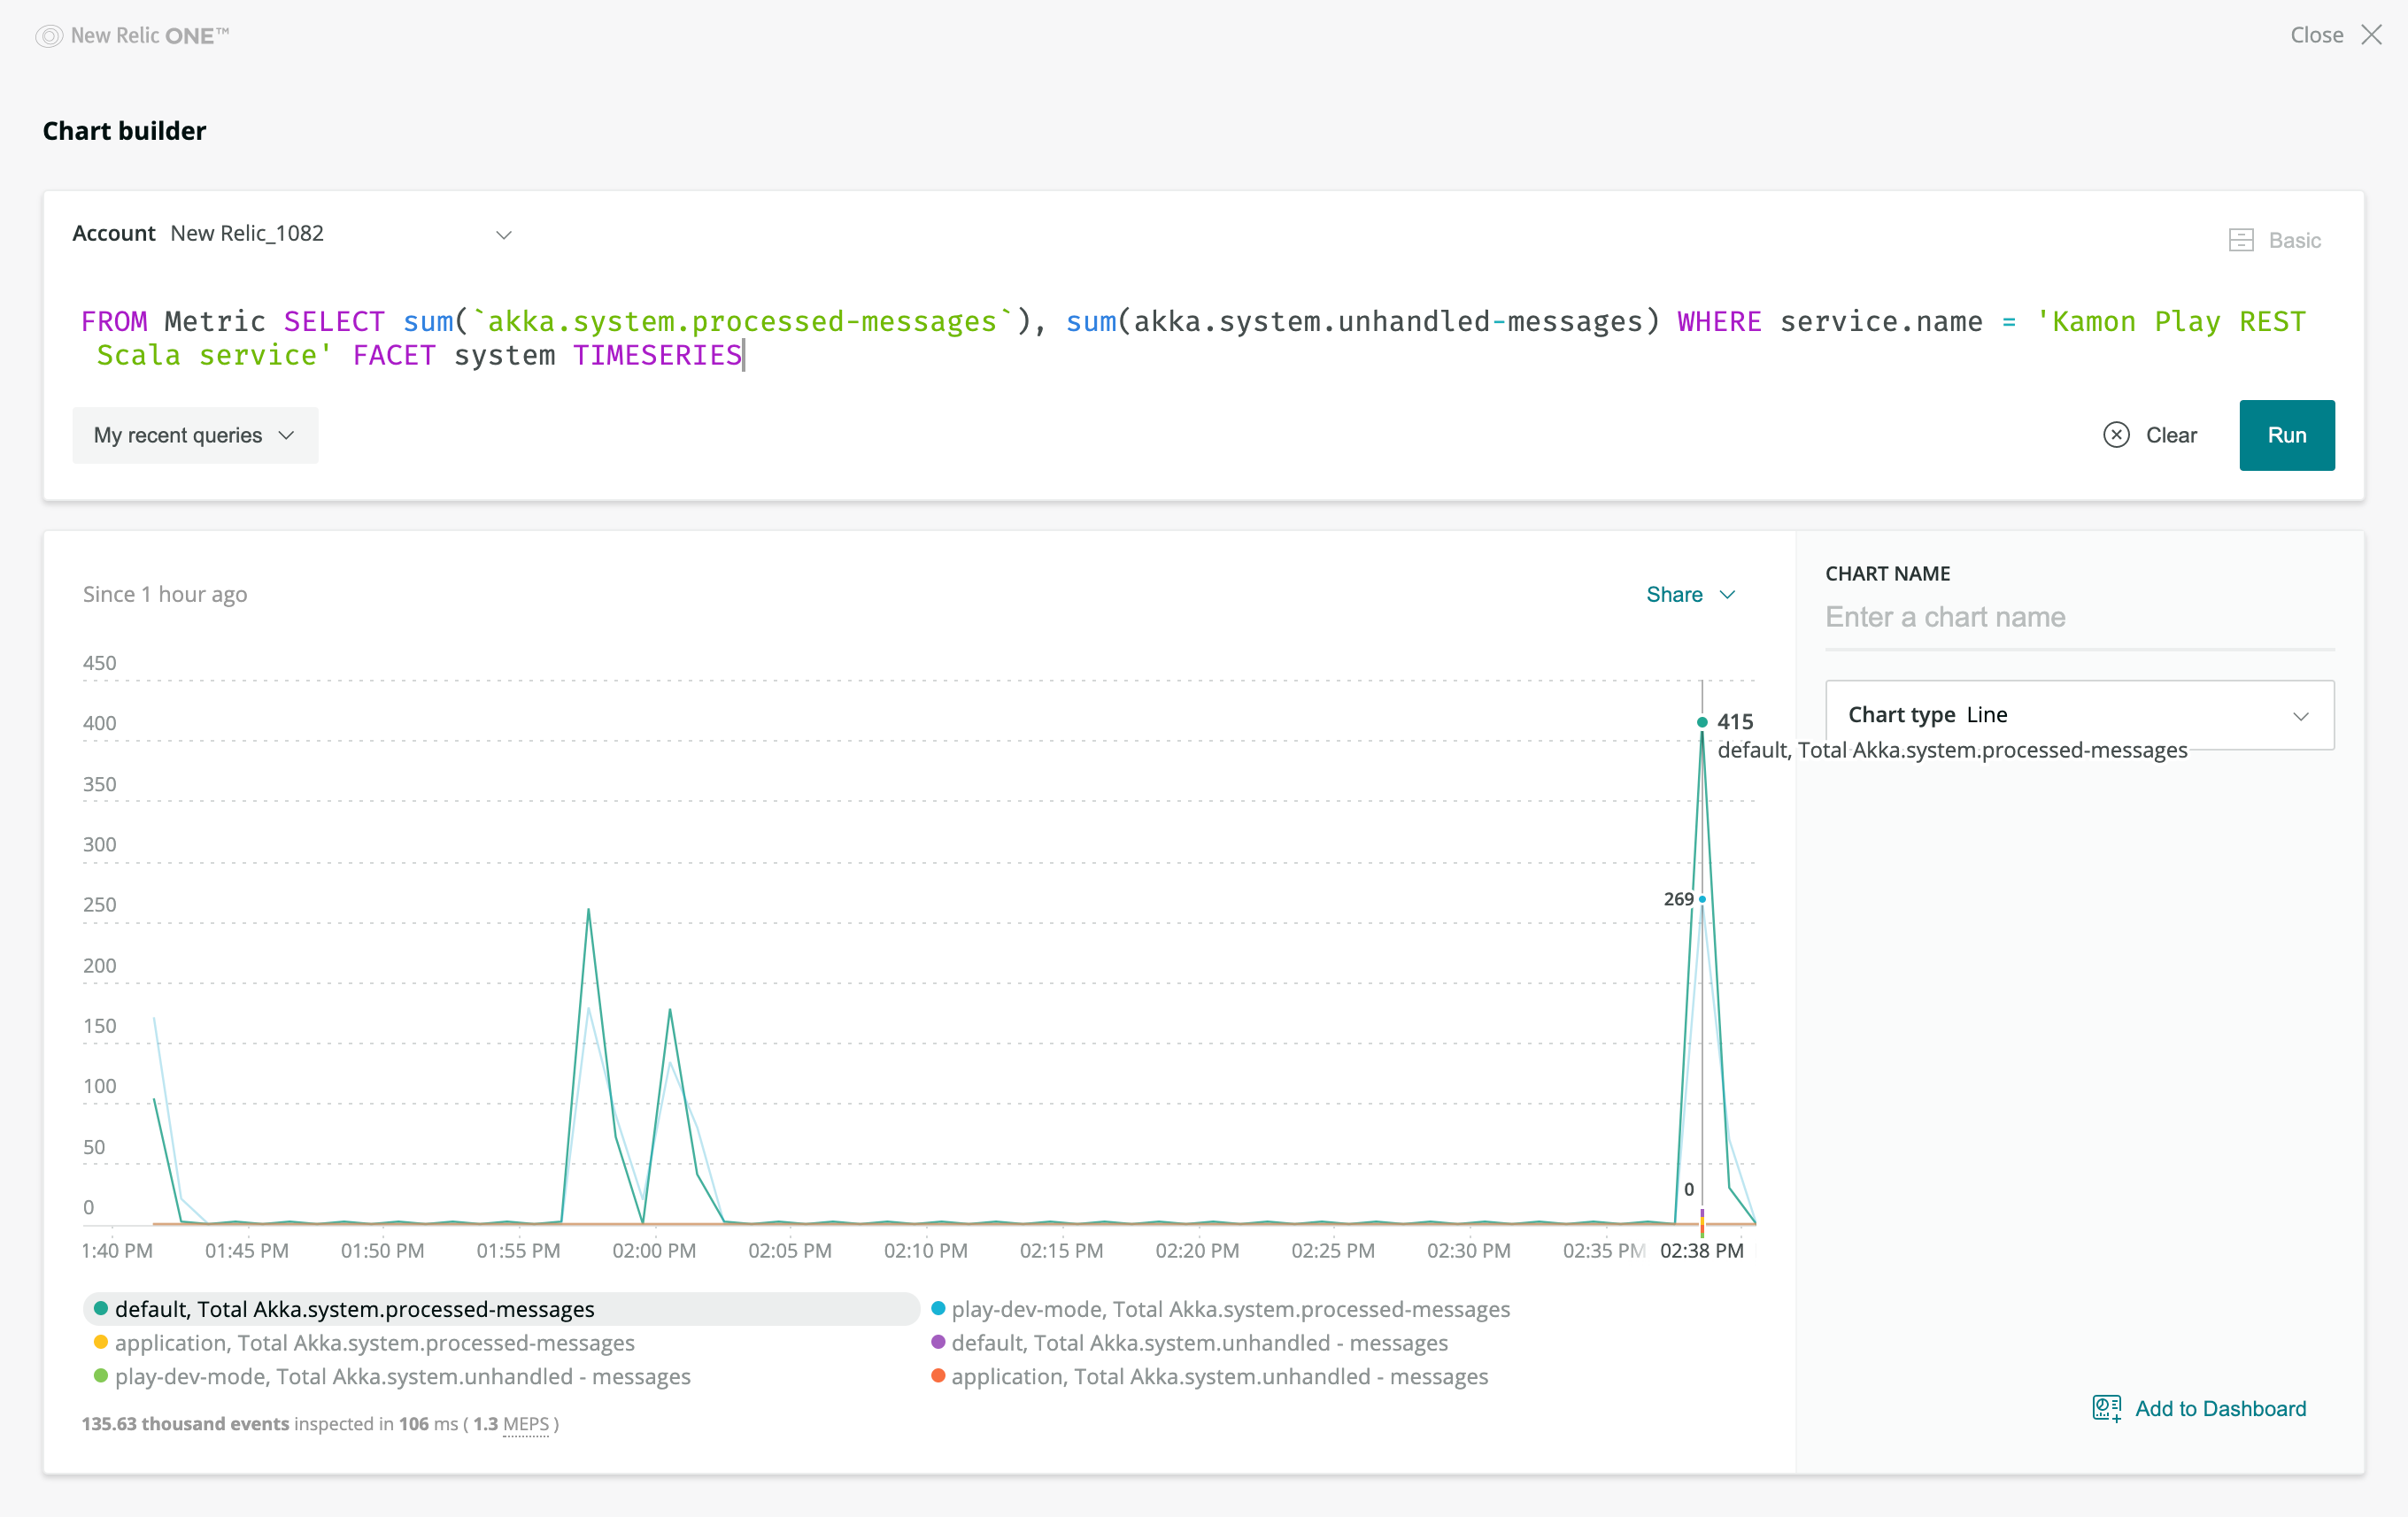 New Relic ONE™
Close
Chart builder
Account New Relic_1082
Basic
FROM Metric SELECT sum(`akka.system.processed-messages`), sum(akka.system.unhandled-messages) WHERE service.name = 'Kamon Play REST
Scala service' FACET system TIMESERIES
My recent queries
Clear
Run
Since 1 hour ago
Share
CHART NAME
Enter a chart name
Chart type Line
450
400
350
300
250
200
150
100
50
0
415
default, Total Akka.system.processed-messages
269
0
1:40 PM
01:45 PM
01:50 PM
01:55 PM
02:00 PM
02:05 PM
02:10 PM
02:15 PM
02:20 PM
02:25 PM
02:30 PM
02:35 PM
02:38 PM
default, Total Akka.system.processed-messages
play-dev-mode, Total Akka.system.processed-messages
application, Total Akka.system.processed-messages
default, Total Akka.system.unhandled - messages
play-dev-mode, Total Akka.system.unhandled - messages
application, Total Akka.system.unhandled - messages
135.63 thousand events inspected in 106 ms ( 1.3 MEPS )
Add to Dashboard